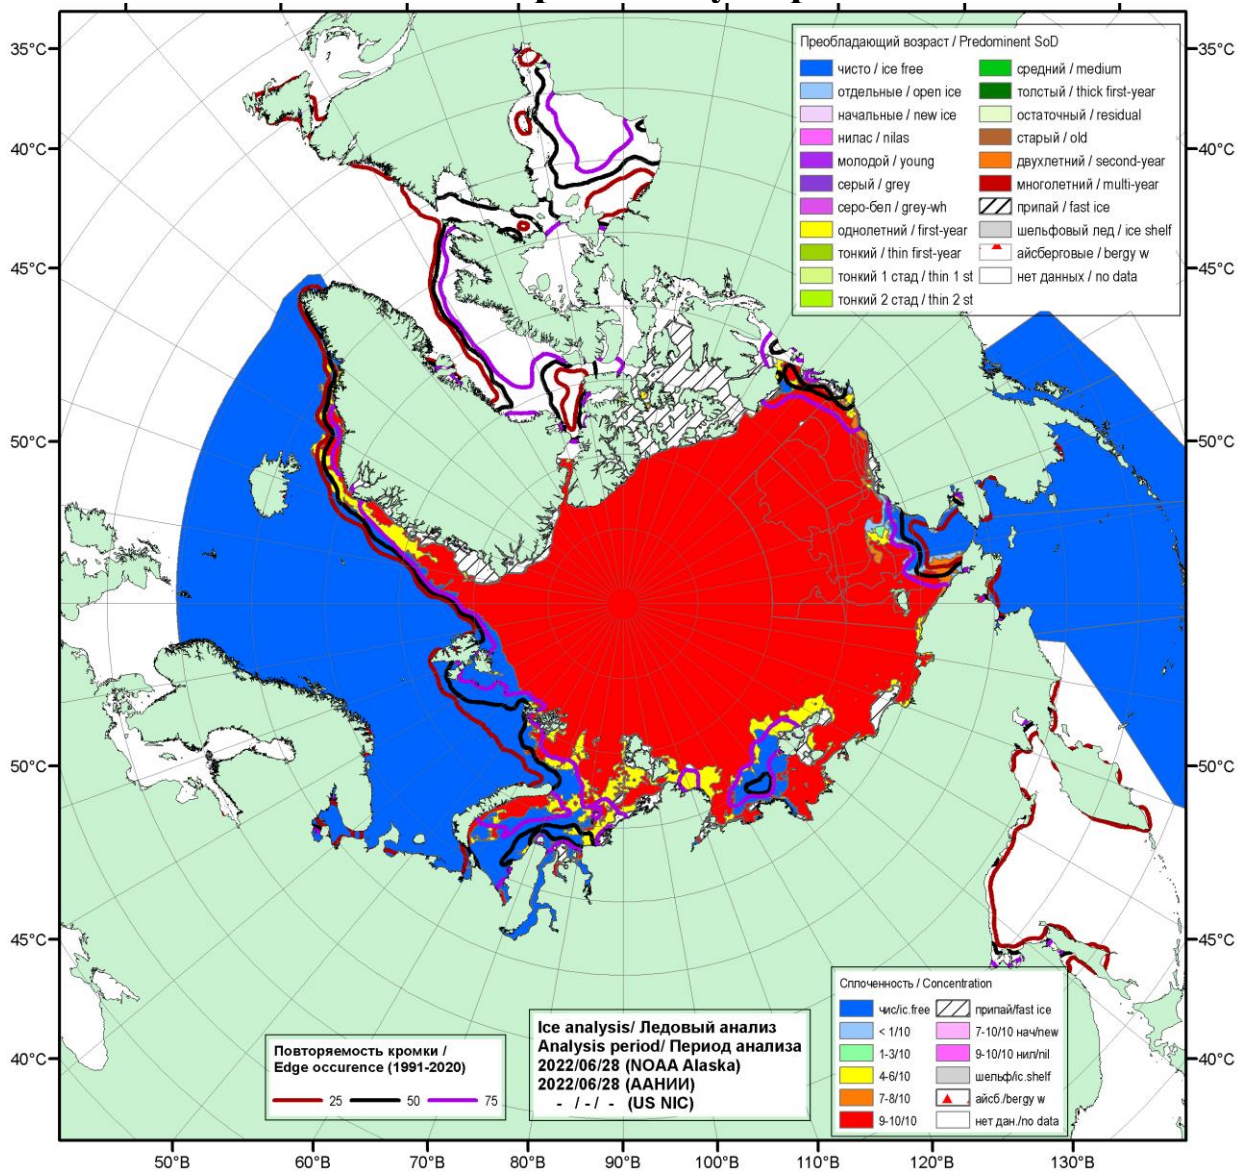 35°C
40°C
45°C
50°C
50°C
45°C
40°C
35°C
40°C
45°C
50°C
50°C
45°C
40°C
50°B
60°B
70°B
80°B
90°B
100°B
110°B
120°B
130°B
Преобладающий возраст / Predominent SoD
чисто / ice free
отдельные / open ice
начальные / new ice
нилас / nilas
молодой / young
серый / grey
серо-бел / grey-wh
однолетний / first-year
тонкий / thin first-year
тонкий 1 стад / thin 1 st
тонкий 2 стад / thin 2 st
средний / medium
толстый / thick first-year
остаточный / residual
старый / old
двухлетний / second-year
многолетний / multi-year
припай / fast ice
шельфовый лед / ice shelf
айсберговые / bergy w
нет данных / no data
Повторяемость кромки /
Edge occurence (1991-2020)
25 50 75
Ice analysis/ Ледовый анализ
Analysis period/ Период анализа
2022/06/28 (NOAA Alaska)
2022/06/28 (ААНИИ)
- / - / - (US NIC)
Сплоченность / Concentration
чис/ic.free
< 1/10
1-3/10
4-6/10
7-8/10
9-10/10
припай/fast ice
7-10/10 нач/new
9-10/10 нил/nil
шельф/ic.shelf
айсб./bergy w
нет дан./no data